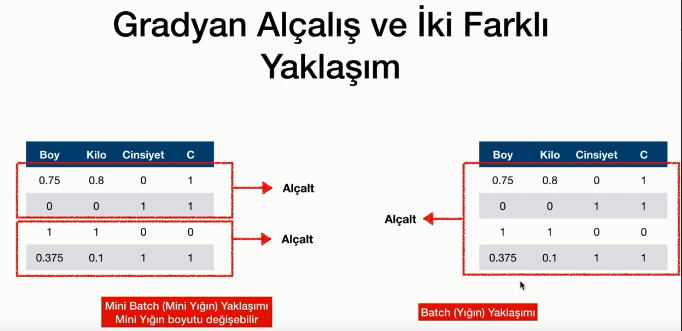 Gradyan Alçalış ve İki Farklı
Yaklaşım
Boy Kilo Cinsiyet C
0.75 0.8 0 1
0 0 1 1
1 1 0 0
0.375 0.1 1 1
Alçalt
Alçalt
Mini Batch (Mini Yığın) Yaklaşımı
Mini Yığın boyutu değişebilir
Boy Kilo Cinsiyet C
0.75 0.8 0 1
0 0 1 1
1 1 0 0
0.375 0.1 1 1
Alçalt
Batch (Yığın) Yaklaşımı